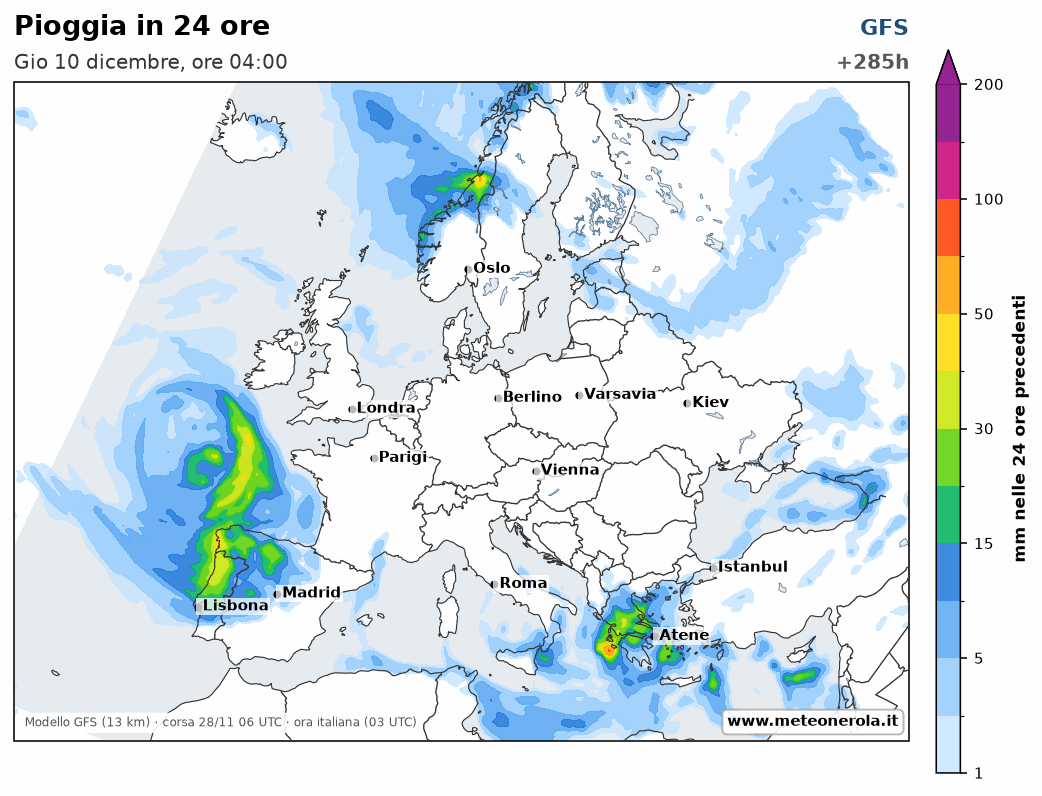 Pioggia in 24 ore
GFS
Gio 10 dicembre, ore 04:00
+285h
200
100
50
30
15
5
1
mm nelle 24 ore precedenti
Oslo
Londra
Berlino
Varsavia
Kiev
Parigi
Vienna
Istanbul
Roma
Madrid
Lisbona
Atene
Modello GFS (13 km) · corsa 28/11 06 UTC · ora italiana (03 UTC)
www.meteonerola.it